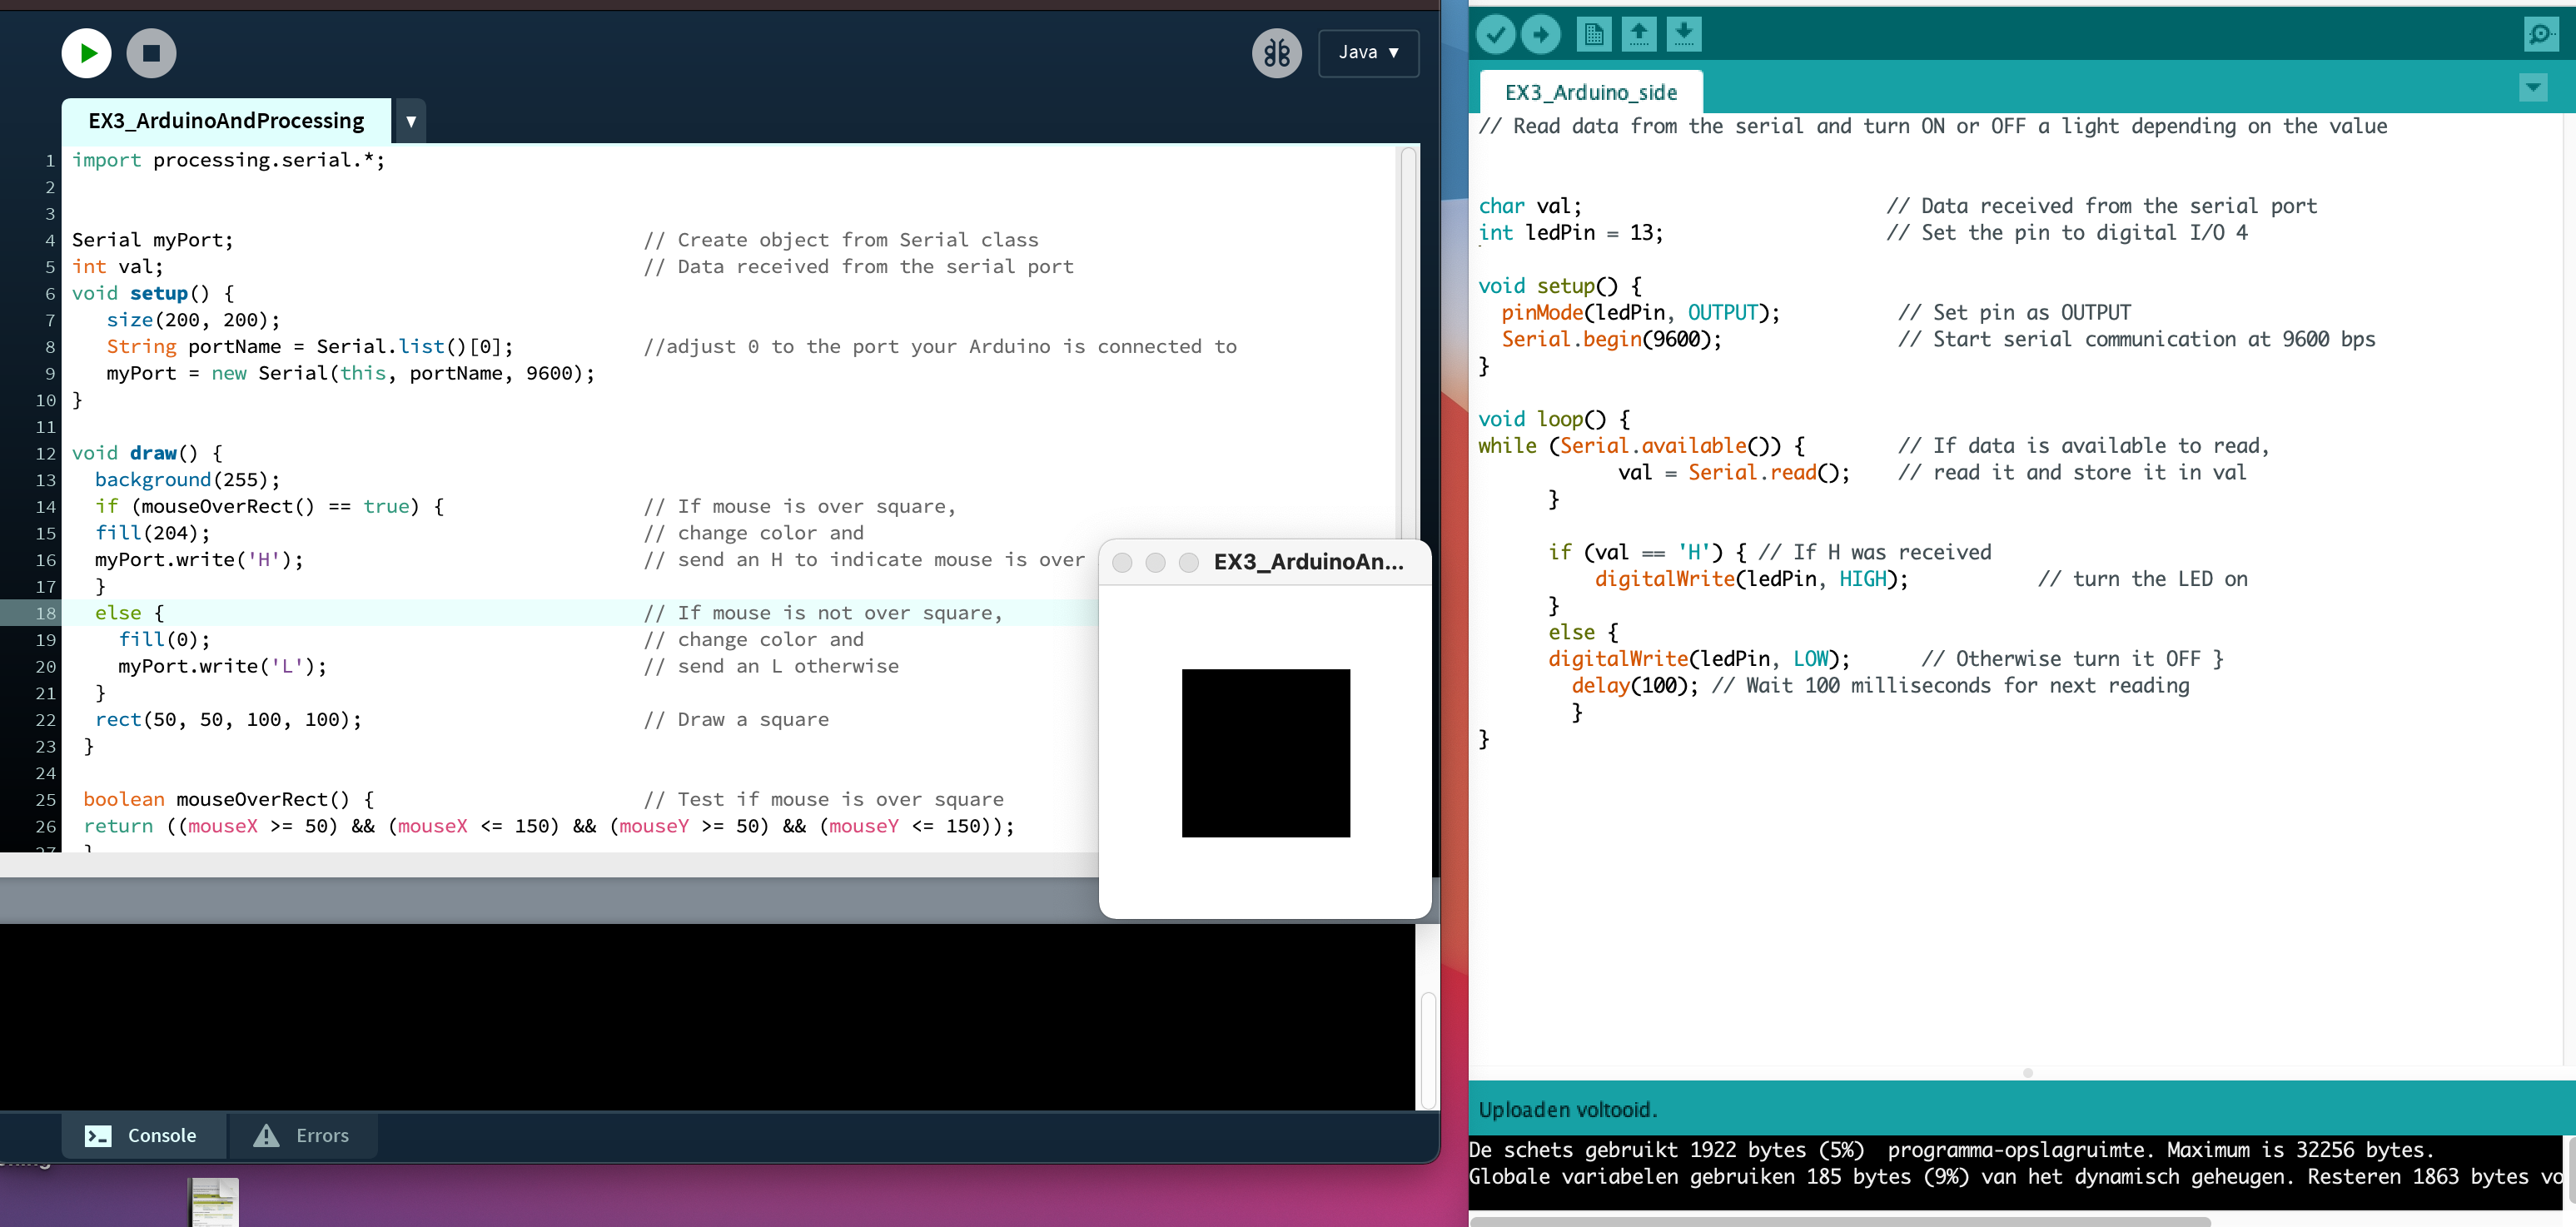 Java ▼
EX3_ArduinoAndProcessing ▼
1 import processing.serial.*;
2
3
4 Serial myPort; // Create object from Serial class
5 int val; // Data received from the serial port
6 void setup() {
7 size(200, 200);
8 String portName = Serial.list()[0]; //adjust 0 to the port your Arduino is connected to
9 myPort = new Serial(this, portName, 9600);
10 }
11
12 void draw() {
13 background(255);
14 if (mouseOverRect() == true) { // If mouse is over square,
15 fill(204); // change color and
16 myPort.write('H'); // send an H to indicate mouse is over
17 }
18 else { // If mouse is not over square,
19 fill(0); // change color and
20 myPort.write('L'); // send an L otherwise
21 }
22 rect(50, 50, 100, 100); // Draw a square
23 }
24
25 boolean mouseOverRect() { // Test if mouse is over square
26 return ((mouseX >= 50) && (mouseX <= 150) && (mouseY >= 50) && (mouseY <= 150));
27 }
EX3_ArduinoAn...
Console
Errors
EX3_Arduino_side
// Read data from the serial and turn ON or OFF a light depending on the value
char val; // Data received from the serial port
int ledPin = 13; // Set the pin to digital I/O 4
void setup() {
pinMode(ledPin, OUTPUT); // Set pin as OUTPUT
Serial.begin(9600); // Start serial communication at 9600 bps
}
void loop() {
while (Serial.available()) { // If data is available to read,
val = Serial.read(); // read it and store it in val
}
if (val == 'H') { // If H was received
digitalWrite(ledPin, HIGH); // turn the LED on
}
else {
digitalWrite(ledPin, LOW); // Otherwise turn it OFF }
delay(100); // Wait 100 milliseconds for next reading
}
}
Uploaden voltooid.
De schets gebruikt 1922 bytes (5%) programma-opslagruimte. Maximum is 32256 bytes.
Globale variabelen gebruiken 185 bytes (9%) van het dynamisch geheugen. Resteren 1863 bytes vo